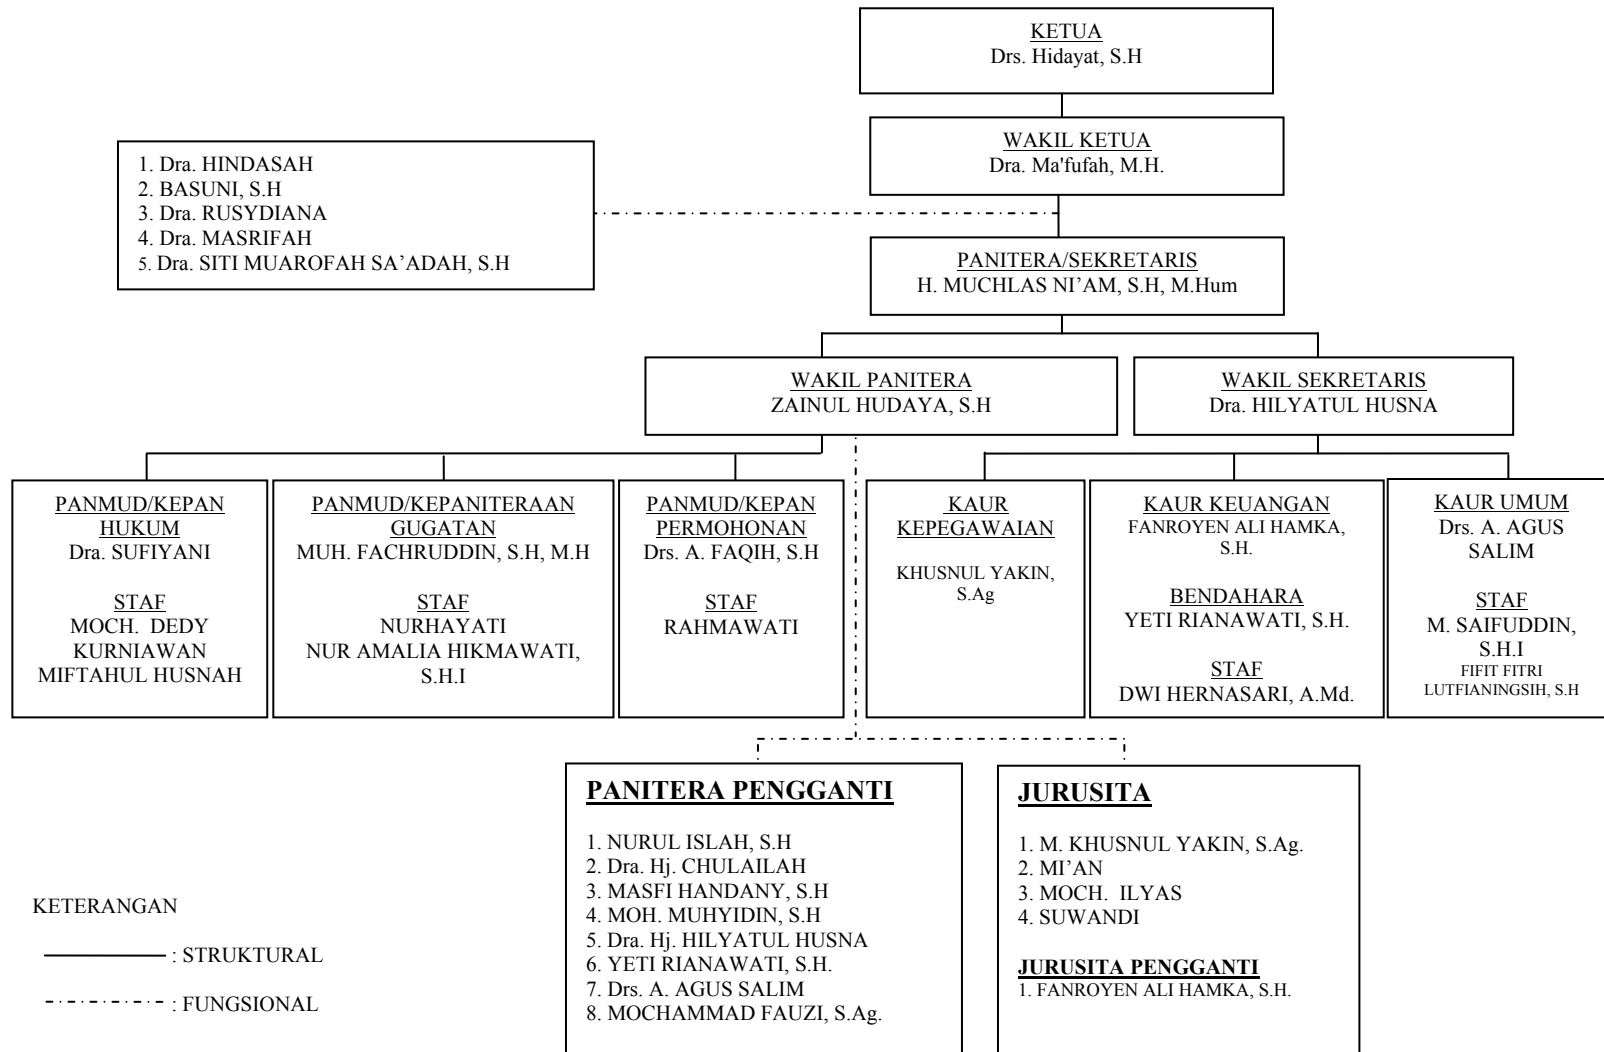 KETUA
Drs. Hidayat, S.H
WAKIL KETUA
Dra. Ma'fufah, M.H.
1. Dra. HINDASAH
2. BASUNI, S.H
3. Dra. RUSYDIANA
4. Dra. MASRIFAH
5. Dra. SITI MUAROFAH SA’ADAH, S.H
PANITERA/SEKRETARIS
H. MUCHLAS NI’AM, S.H, M.Hum
WAKIL PANITERA
ZAINUL HUDAYA, S.H
WAKIL SEKRETARIS
Dra. HILYATUL HUSNA
PANMUD/KEPAN
HUKUM
Dra. SUFIYANI
STAF
MOCH. DEDY
KURNIAWAN
MIFTAHUL HUSNAH
PANMUD/KEPANITERAAN
GUGATAN
MUH. FACHRUDDIN, S.H, M.H
STAF
NURHAYATI
NUR AMALIA HIKMAWATI,
S.H.I
PANMUD/KEPAN
PERMOHONAN
Drs. A. FAQIH, S.H
STAF
RAHMAWATI
KAUR
KEPEGAWAIAN
KHUSNUL YAKIN,
S.Ag
KAUR KEUANGAN
FANROYEN ALI HAMKA,
S.H.
BENDAHARA
YETI RIANAWATI, S.H.
STAF
DWI HERNASARI, A.Md.
KAUR UMUM
Drs. A. AGUS
SALIM
STAF
M. SAIFUDDIN,
S.H.I
FIFIT FITRI
LUTFIANINGSIH, S.H
PANITERA PENGGANTI
1. NURUL ISLAH, S.H
2. Dra. Hj. CHULAILAH
3. MASFI HANDANY, S.H
4. MOH. MUHYIDIN, S.H
5. Dra. Hj. HILYATUL HUSNA
6. YETI RIANAWATI, S.H.
7. Drs. A. AGUS SALIM
8. MOCHAMMAD FAUZI, S.Ag.
JURUSITA
1. M. KHUSNUL YAKIN, S.Ag.
2. MI’AN
3. MOCH. ILYAS
4. SUWANDI
JURUSITA PENGGANTI
1. FANROYEN ALI HAMKA, S.H.
KETERANGAN
: STRUKTURAL
: FUNGSIONAL